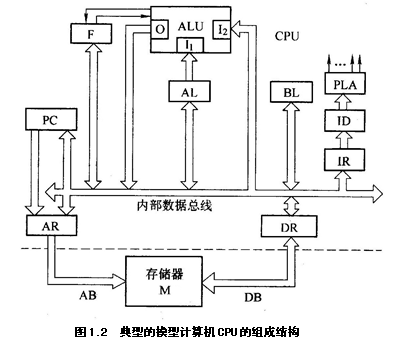 ALU
CPU
F
O
I₁
I₂
PLA
AL
BL
ID
PC
IR
内部数据总线
AR
DR
存储器
M
AB
DB
图1.2 典型的模型计算机CPU的组成结构